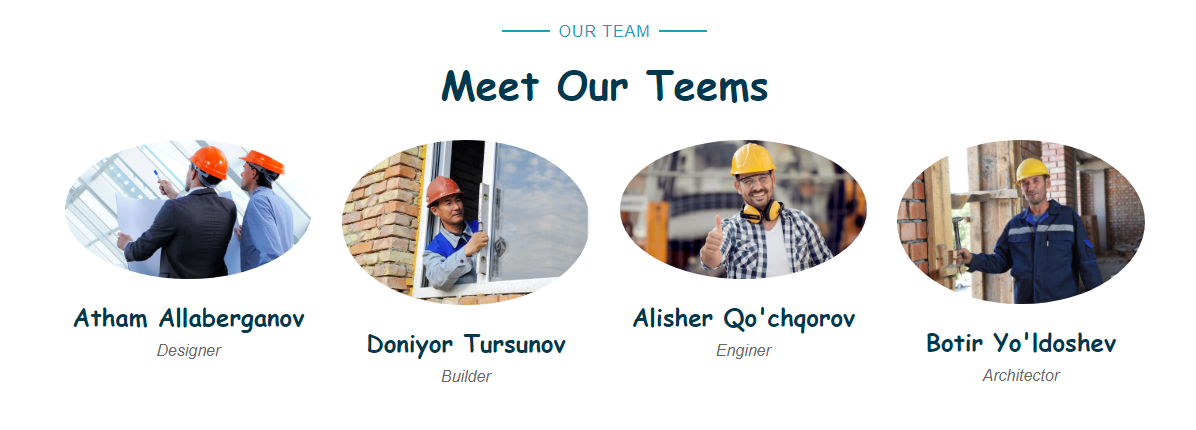 OUR TEAM
Meet Our Teems
Atham Allaberganov
Designer
Doniyor Tursunov
Builder
Alisher Qo'chqorov
Enginer
Botir Yo'ldoshev
Architector